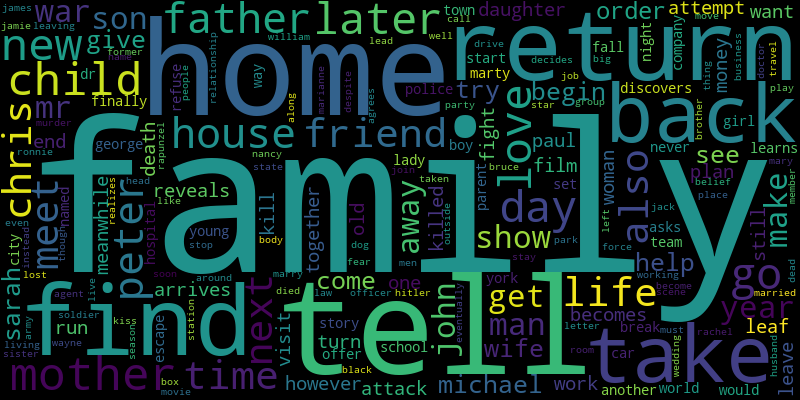 family
home
return
tell
find
take
back
father
later
new
child
house
friend
mother
time
next
life
get
go
love
day
also
show
meet
peter
chris
war
son
give
mr
daughter
order
attempt
want
town
begin
try
marty
john
man
wife
michael
work
attack
however
visit
turn
offer
story
school
come
one
away
old
together
killed
kill
young
reveals
death
george
end
finally
dr
meanwhile
named
hospital
arrives
escape
run
sarah
city
lost
soldier
agent
live
kiss
season
station
box
movie
black
died
law
officer
hitler
eventually
york
becomes
break
car
another
world
would
leave
leaf
year
still
make
see
plan
help
woman
film
paul
set
boy
lady
fight
parent
bruce
star
group
party
police
refuse
people
relationship
william
way
marianne
despite
agrees
along
lead
well
call
night
start
drive
decides
job
fall
big
company
money
thing
business
move
discovers
doctor
travel
play
brother
girl
never
learns
belief
place
mary
member
jack
asks
team
force
left
park
working
become
scene
married
dead
husband
room
letter
wedding
must
rachel
stay
men
dog
fear
outside
taken
join
nancy
state
body
stop
around
marry
soon
like
head
realizes
though
instead
even
ronnie
murder
former
name
leaving
jamie
james
rapunzel
army
living
sister
wayne